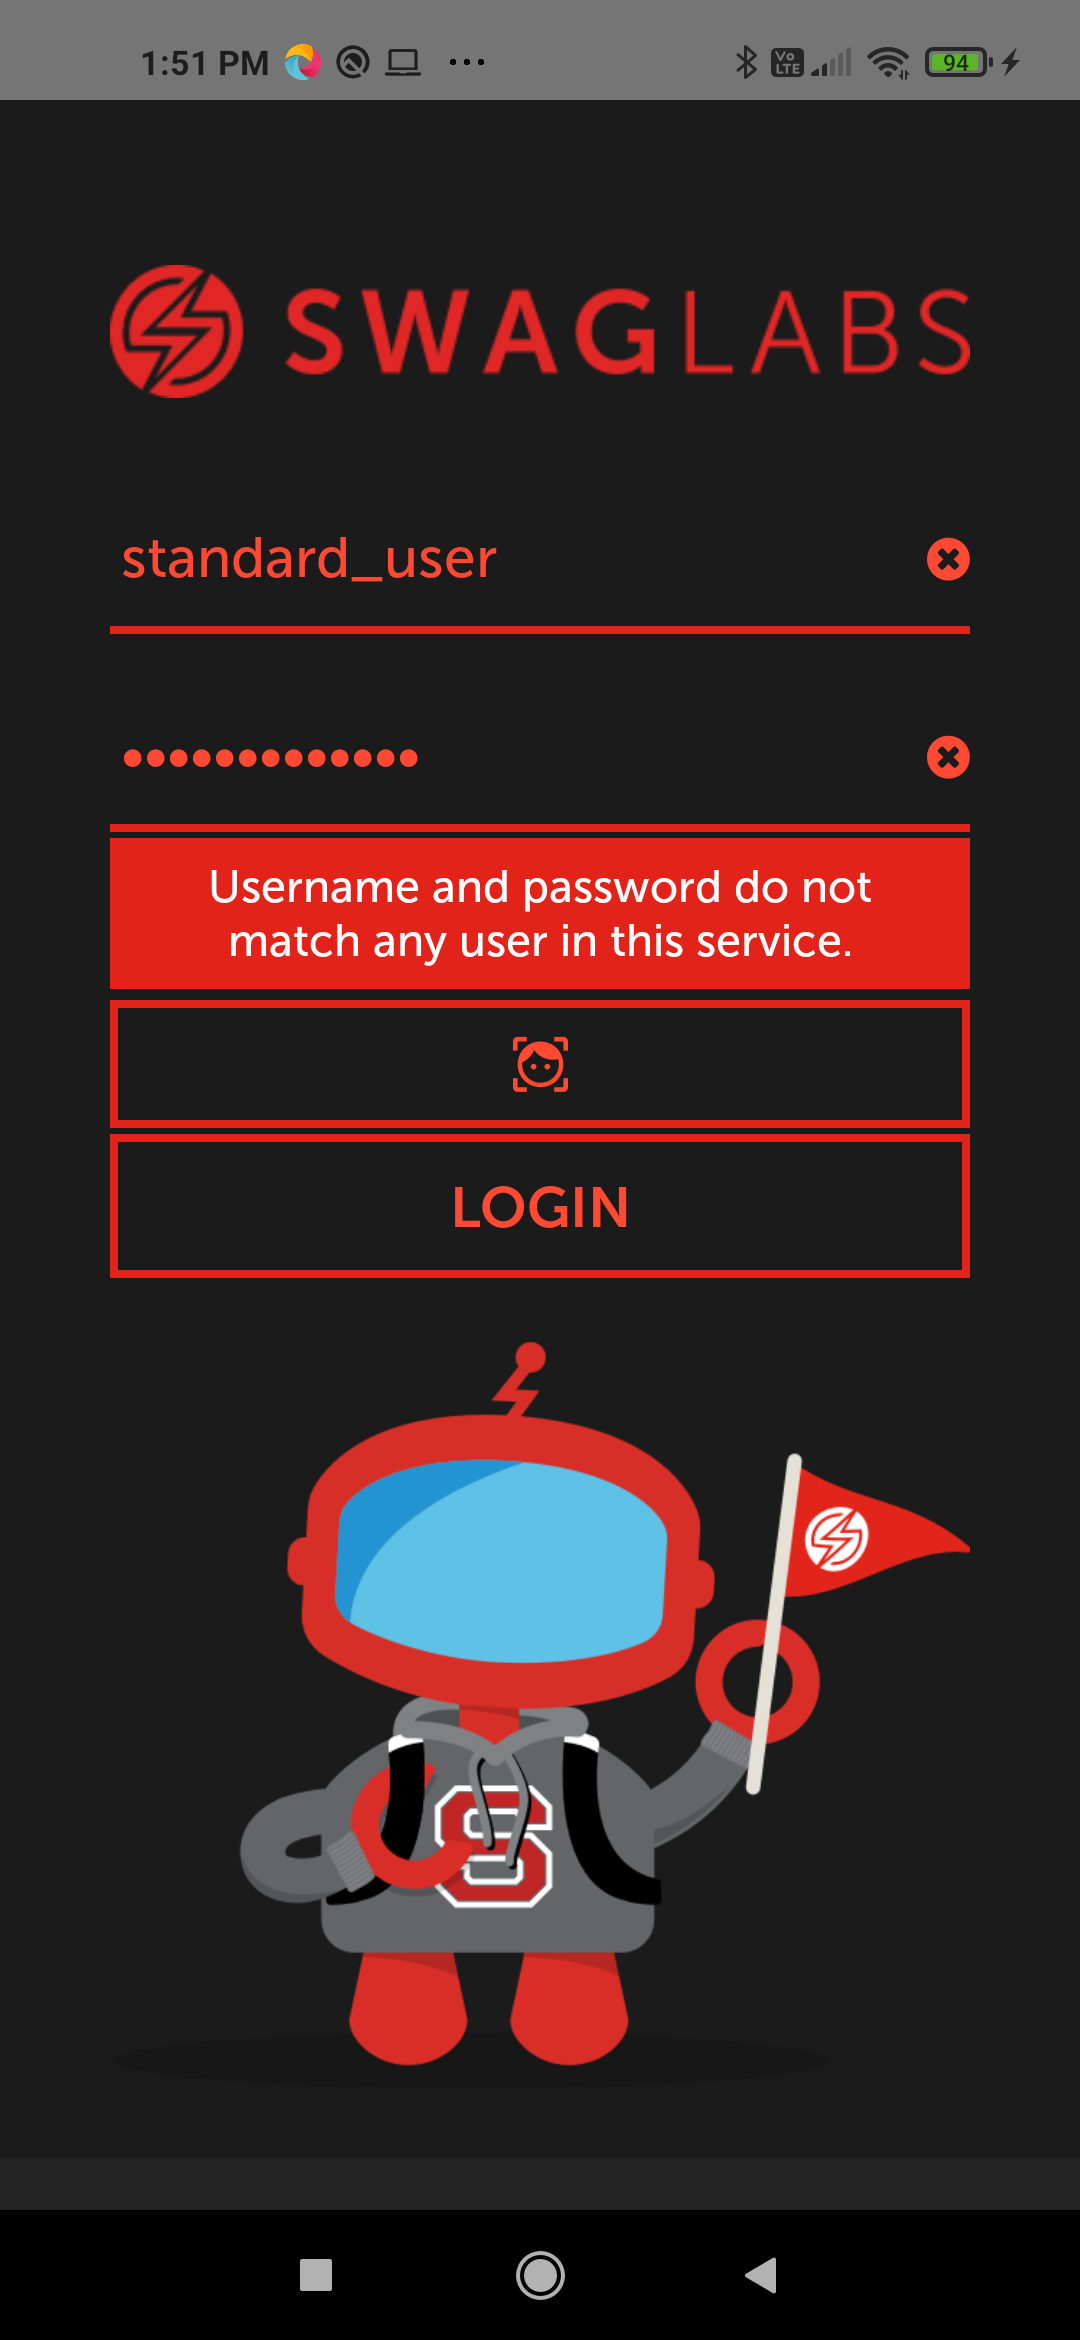 1:51 PM
Vo LTE
94
SWAGLABS
standard_user
•••••••••••••
Username and password do not
match any user in this service.
LOGIN
S